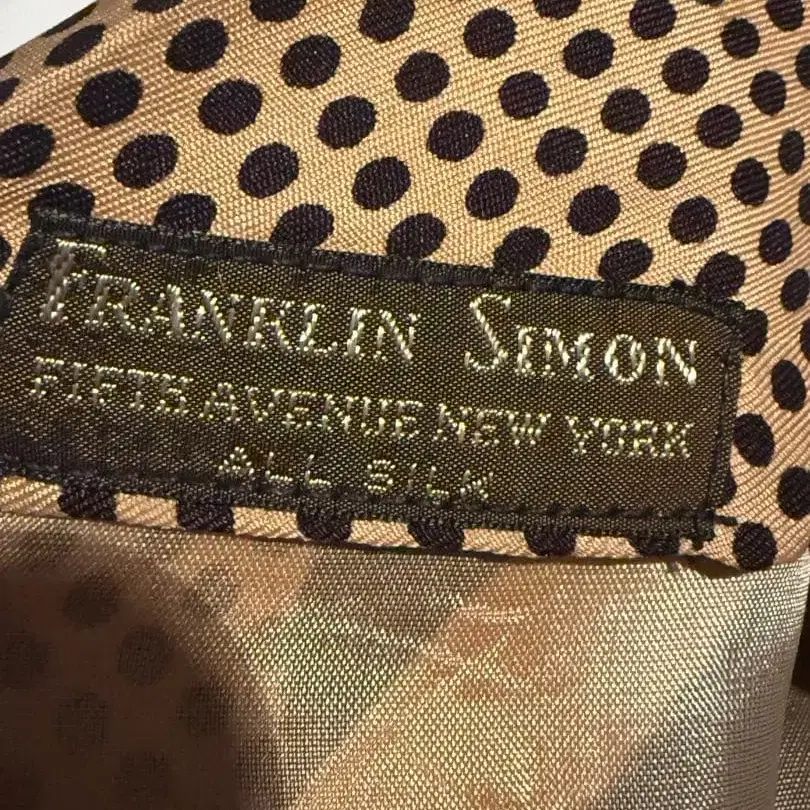 FRANKLIN SIMON
FIFTH AVENUE NEW YORK
ALL SILK